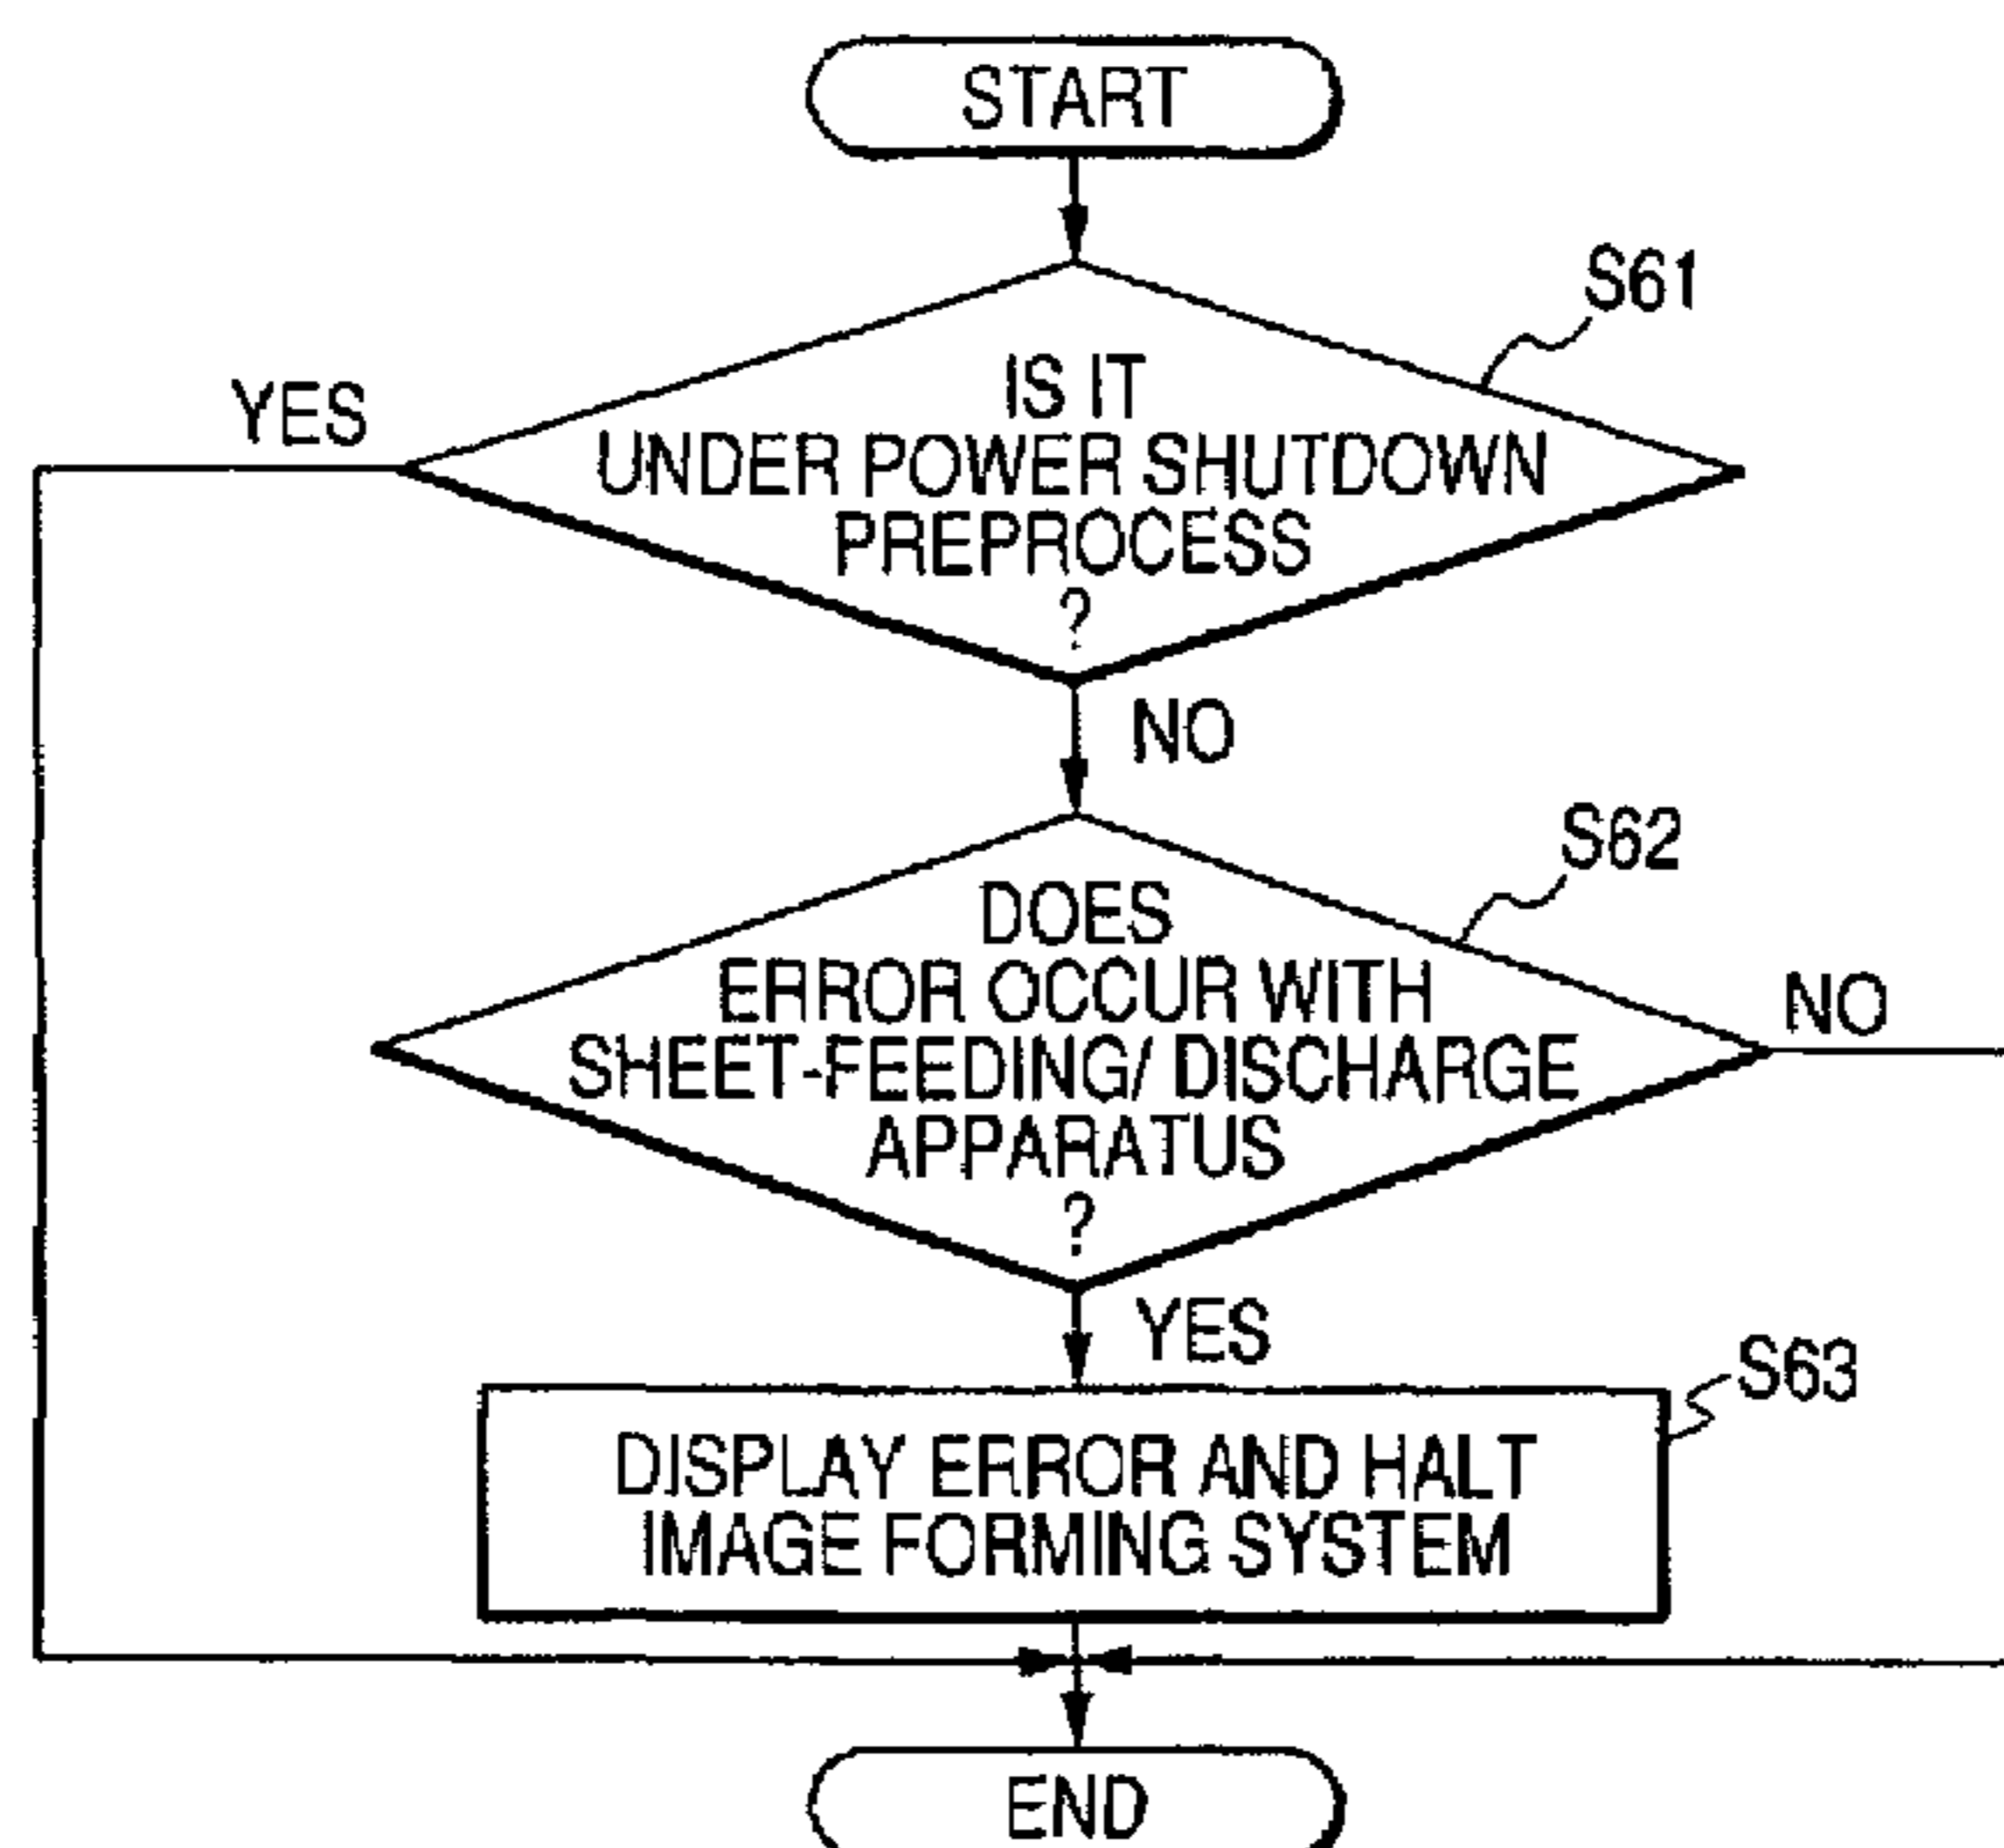 START
S61
IS IT
UNDER POWER SHUTDOWN
PREPROCESS
?
YES
NO
S62
DOES
ERROR OCCUR WITH
SHEET-FEEDING/ DISCHARGE
APPARATUS
?
NO
YES
S63
DISPLAY ERROR AND HALT
IMAGE FORMING SYSTEM
END